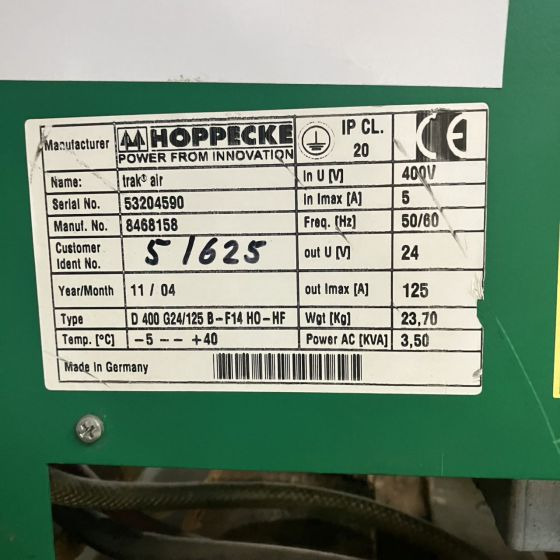 Manufacturer HOPPECKE IP CL. 20 CE
POWER FROM INNOVATION
Name: trak® air In U [V] 400V
Serial No. 53204590 In Imax [A] 5
Manuf. No. 8468158 Freq. [Hz] 50/60
Customer Ident No. 51625 out U [V] 24
Year/Month 11 / 04 out Imax [A] 125
Type D 400 G24/125 B-F14 HO-HF Wgt [Kg] 23,70
Temp. [°C] -5 -- +40 Power AC [KVA] 3,50
Made in Germany